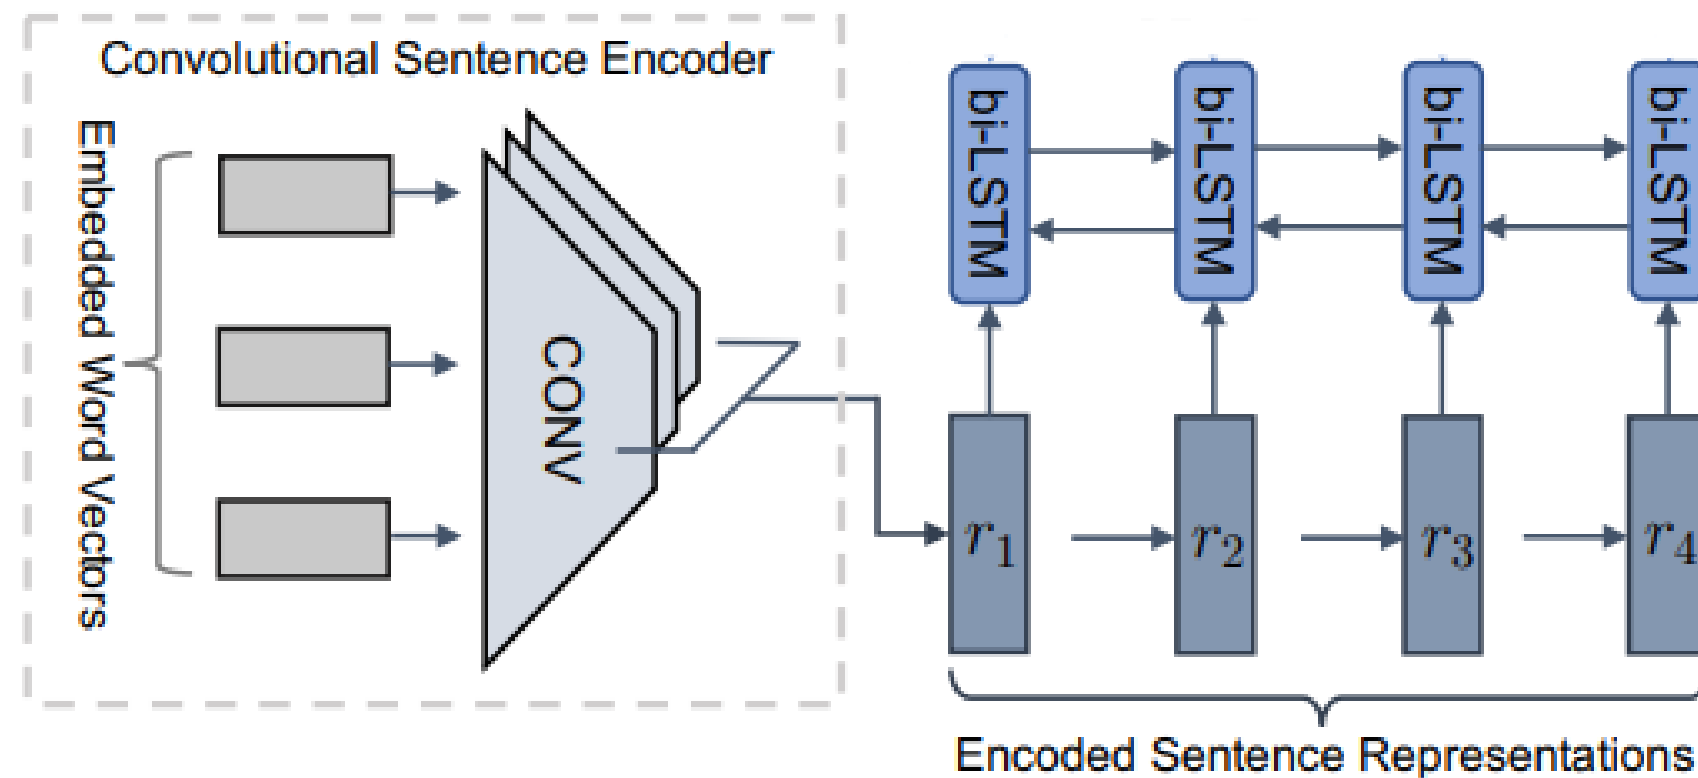 Convolutional Sentence Encoder
Embedded Word Vectors
CONV
bi-LSTM
bi-LSTM
bi-LSTM
bi-LSTM
r1
r2
r3
r4
Encoded Sentence Representations